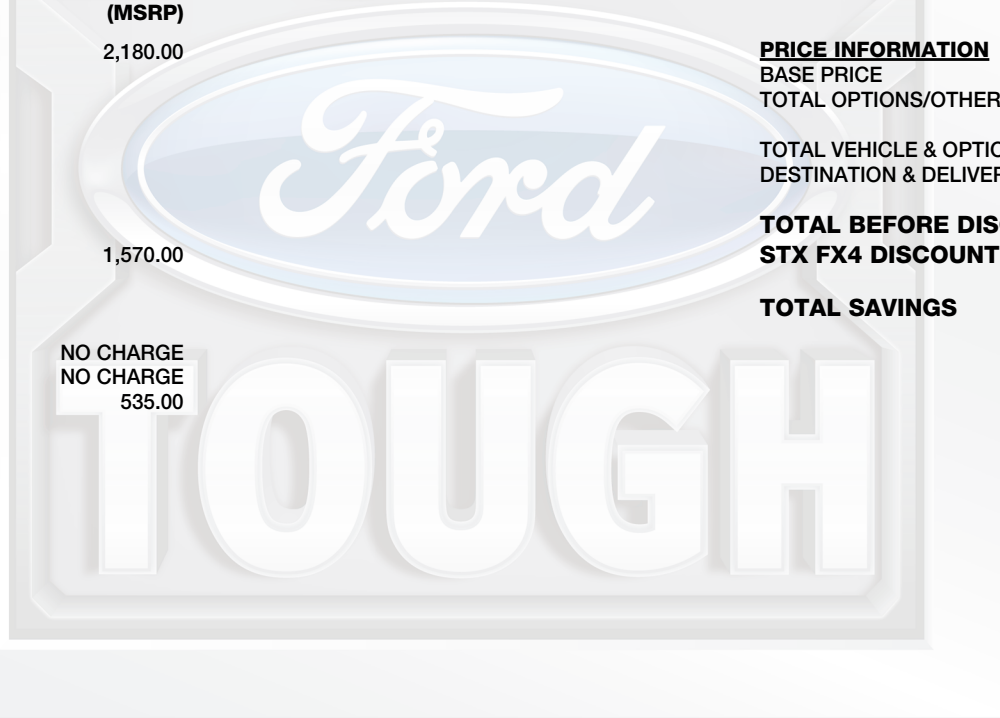 (MSRP)
2,180.00
1,570.00
NO CHARGE
NO CHARGE
535.00
PRICE INFORMATION
BASE PRICE
TOTAL OPTIONS/OTHER
TOTAL VEHICLE & OPTIO
DESTINATION & DELIVER
TOTAL BEFORE DIS
STX FX4 DISCOUNT
TOTAL SAVINGS
Ford
TOUGH